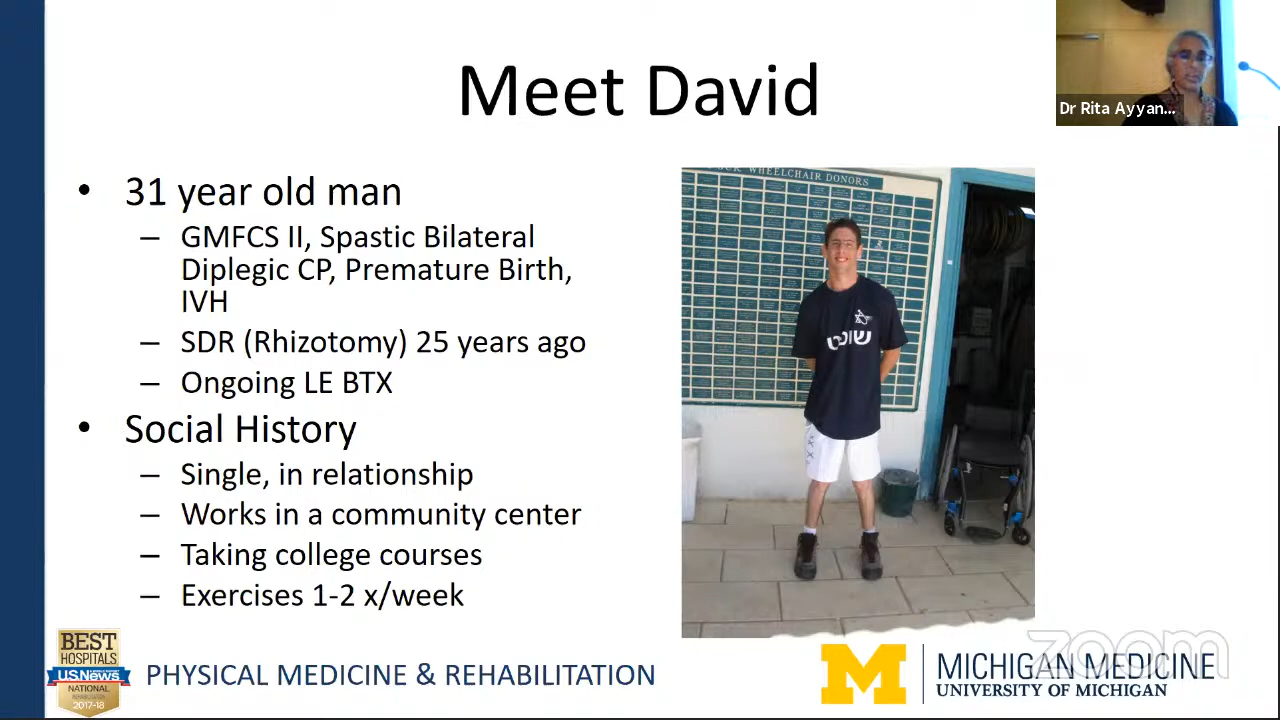 Meet David
Dr Rita Ayyan...
• 31 year old man
– GMFCS II, Spastic Bilateral
Diplegic CP, Premature Birth,
IVH
– SDR (Rhizotomy) 25 years ago
– Ongoing LE BTX
• Social History
– Single, in relationship
– Works in a community center
– Taking college courses
– Exercises 1-2 x/week
WHEELCHAIR DONORS
BEST
HOSPITALS
U.S.News
NATIONAL
REHABILITATION
2017-18
PHYSICAL MEDICINE & REHABILITATION
M
MICHIGAN MEDICINE
UNIVERSITY OF MICHIGAN
zoom